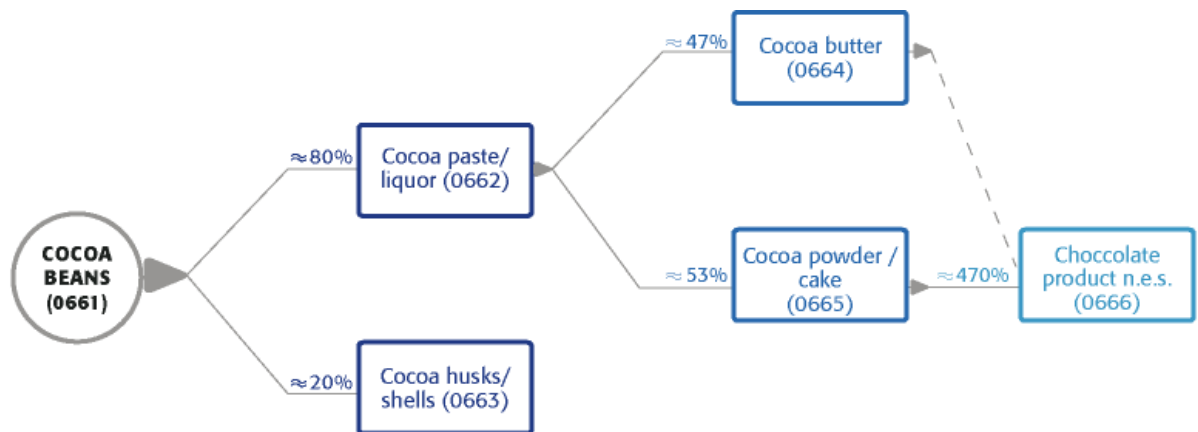 COCOA
BEANS
(0661)
≈80%
Cocoa paste/
liquor (0662)
≈20%
Cocoa husks/
shells (0663)
≈47%
Cocoa butter
(0664)
≈53%
Cocoa powder /
cake
(0665)
≈470%
Choccolate
product n.e.s.
(0666)